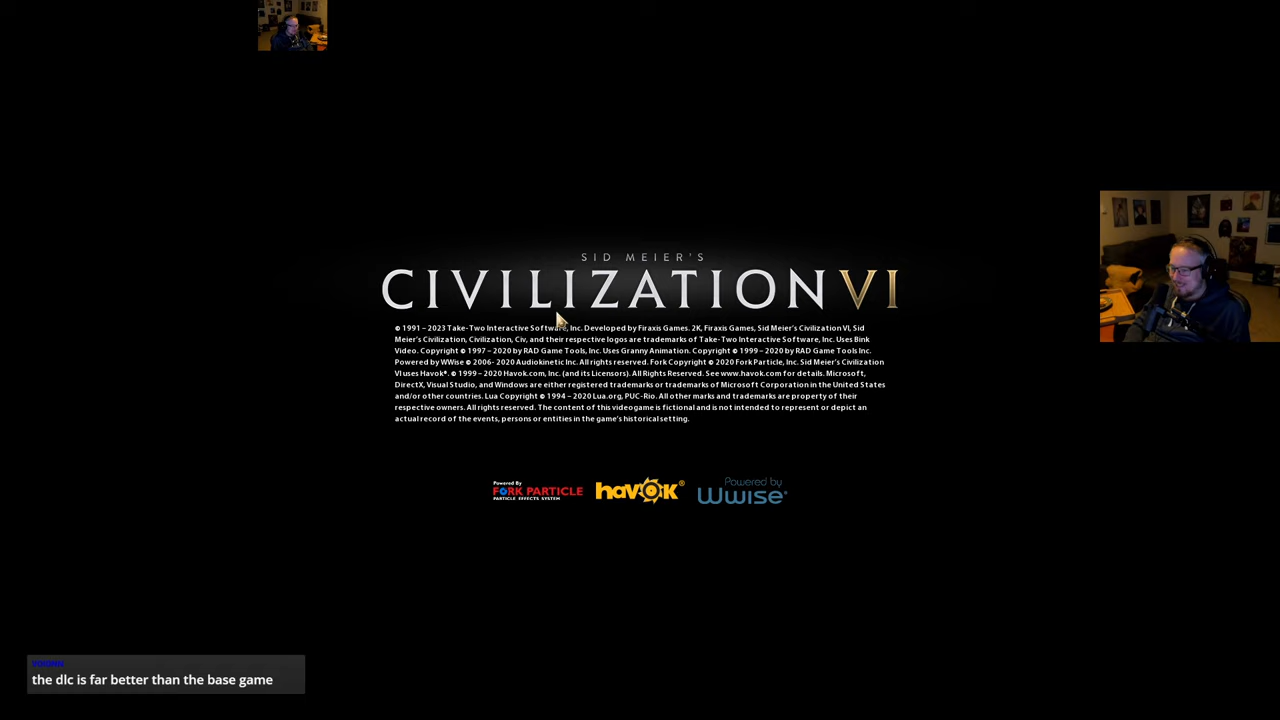 SID MEIER'S
CIVILIZATION VI
© 1991 – 2023 Take-Two Interactive Software, Inc. Developed by Firaxis Games. 2K, Firaxis Games, Sid Meier's Civilization VI, Sid
Meier's Civilization, Civilization, Civ, and their respective logos are trademarks of Take-Two Interactive Software, Inc. Uses Bink
Video. Copyright © 1997 – 2020 by RAD Game Tools, Inc. Uses Granny Animation. Copyright © 1999 – 2020 by RAD Game Tools Inc.
Powered by WWise © 2006- 2020 Audiokinetic Inc. All rights reserved. Fork Copyright © 2020 Fork Particle, Inc. Sid Meier's Civilization
VI uses Havok®. © 1999 – 2020 Havok.com, Inc. (and its Licensors). All Rights Reserved. See www.havok.com for details. Microsoft,
DirectX, Visual Studio, and Windows are either registered trademarks or trademarks of Microsoft Corporation in the United States
and/or other countries. Lua Copyright © 1994 – 2020 Lua.org, PUC-Rio. All other marks and trademarks are property of their
respective owners. All rights reserved. The content of this videogame is fictional and is not intended to represent or depict an
actual record of the events, persons or entities in the game's historical setting.
Powered By
FORK PARTICLE
PARTICLE EFFECTS SYSTEM
havok®
Powered by
Wwise®
the dlc is far better than the base game